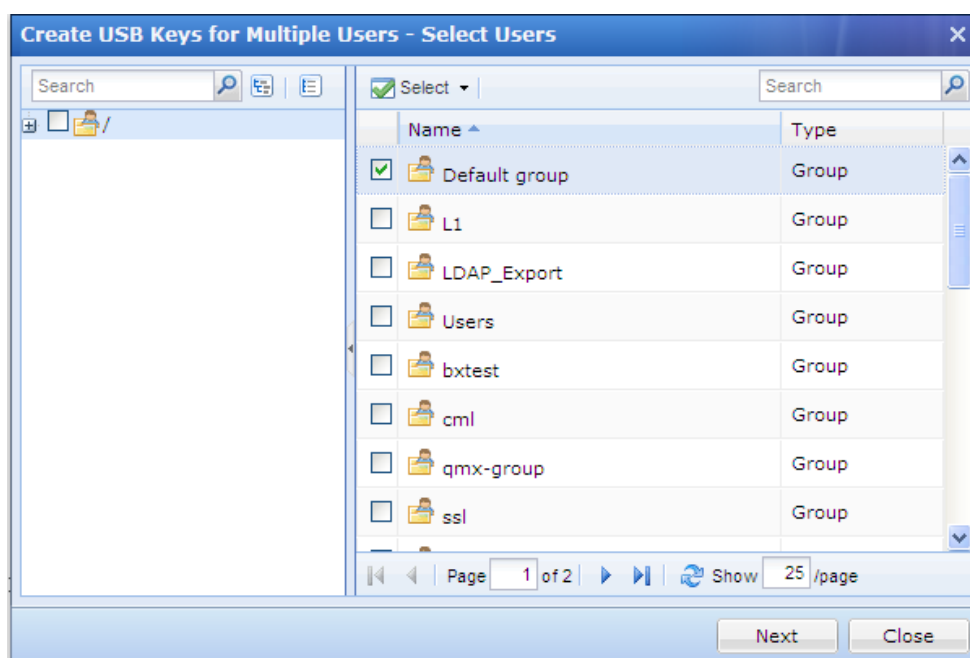 Create USB Keys for Multiple Users - Select Users
Search
/
Select
Search
Name Type
Default group Group
L1 Group
LDAP_Export Group
Users Group
bxtest Group
cml Group
qmx-group Group
ssl Group
Page 1 of 2 Show 25 /page
Next Close